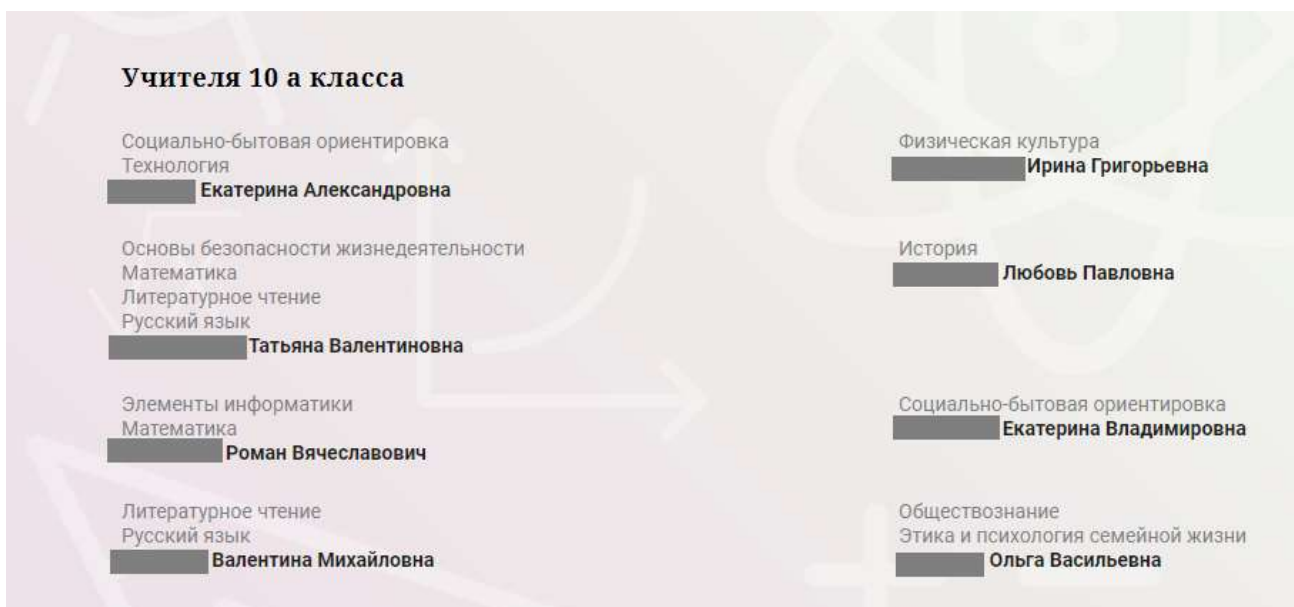 Учителя 10 а класса
Социально-бытовая ориентировка
Технология
Екатерина Александровна
Основы безопасности жизнедеятельности
Математика
Литературное чтение
Русский язык
Татьяна Валентиновна
Элементы информатики
Математика
Роман Вячеславович
Литературное чтение
Русский язык
Валентина Михайловна
Физическая культура
Ирина Григорьевна
История
Любовь Павловна
Социально-бытовая ориентировка
Екатерина Владимировна
Обществознание
Этика и психология семейной жизни
Ольга Васильевна